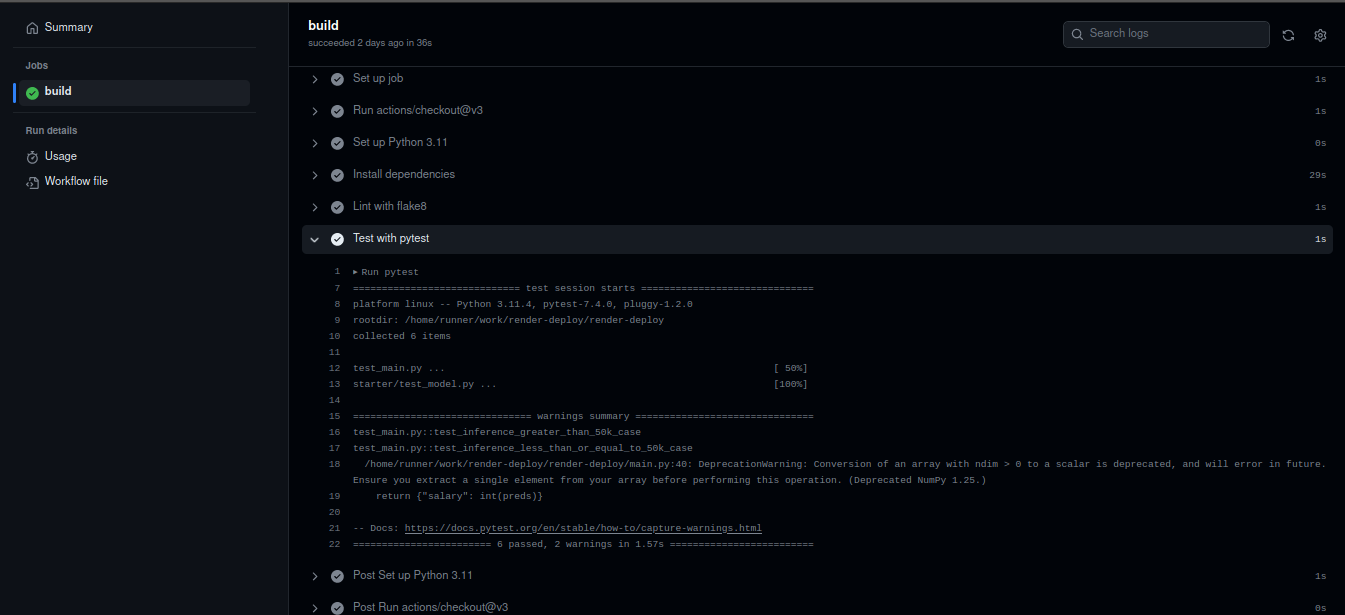 Summary
Jobs
build
Run details
Usage
Workflow file
build
succeeded 2 days ago in 36s
Search logs
Set up job 1s
Run actions/checkout@v3 1s
Set up Python 3.11 0s
Install dependencies 29s
Lint with flake8 1s
Test with pytest 1s
1 ▸ Run pytest
7 ============================= test session starts ==============================
8 platform linux -- Python 3.11.4, pytest-7.4.0, pluggy-1.2.0
9 rootdir: /home/runner/work/render-deploy/render-deploy
10 collected 6 items
11
12 test_main.py ... [ 50%]
13 starter/test_model.py ... [100%]
14
15 =============================== warnings summary ===============================
16 test_main.py::test_inference_greater_than_50k_case
17 test_main.py::test_inference_less_than_or_equal_to_50k_case
18 /home/runner/work/render-deploy/render-deploy/main.py:40: DeprecationWarning: Conversion of an array with ndim > 0 to a scalar is deprecated, and will error in future.
Ensure you extract a single element from your array before performing this operation. (Deprecated NumPy 1.25.)
19 return {"salary": int(preds)}
20
21 -- Docs: https://docs.pytest.org/en/stable/how-to/capture-warnings.html
22 ======================== 6 passed, 2 warnings in 1.57s =========================
Post Set up Python 3.11 1s
Post Run actions/checkout@v3 0s